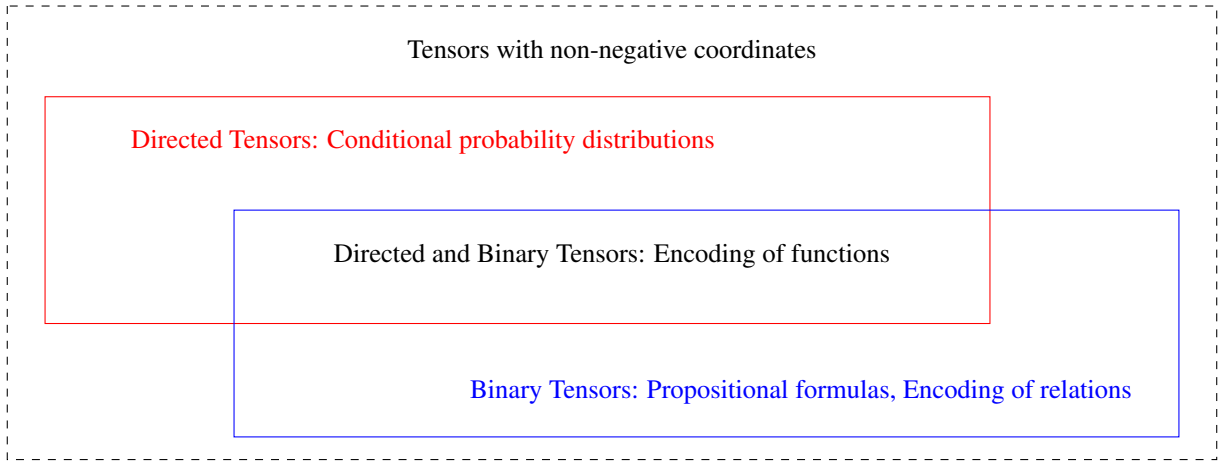 Tensors with non-negative coordinates
Directed Tensors: Conditional probability distributions
Directed and Binary Tensors: Encoding of functions
Binary Tensors: Propositional formulas, Encoding of relations